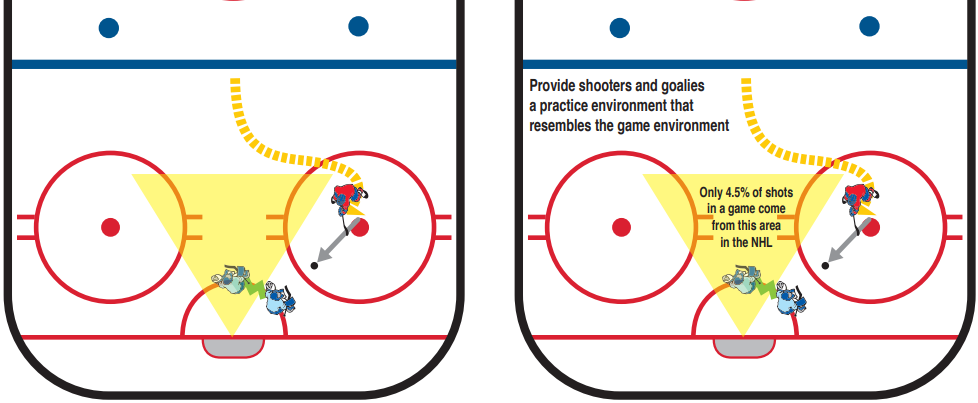 Provide shooters and goalies
a practice environment that
resembles the game environment
Only 4.5% of shots
in a game come
from this area
in the NHL